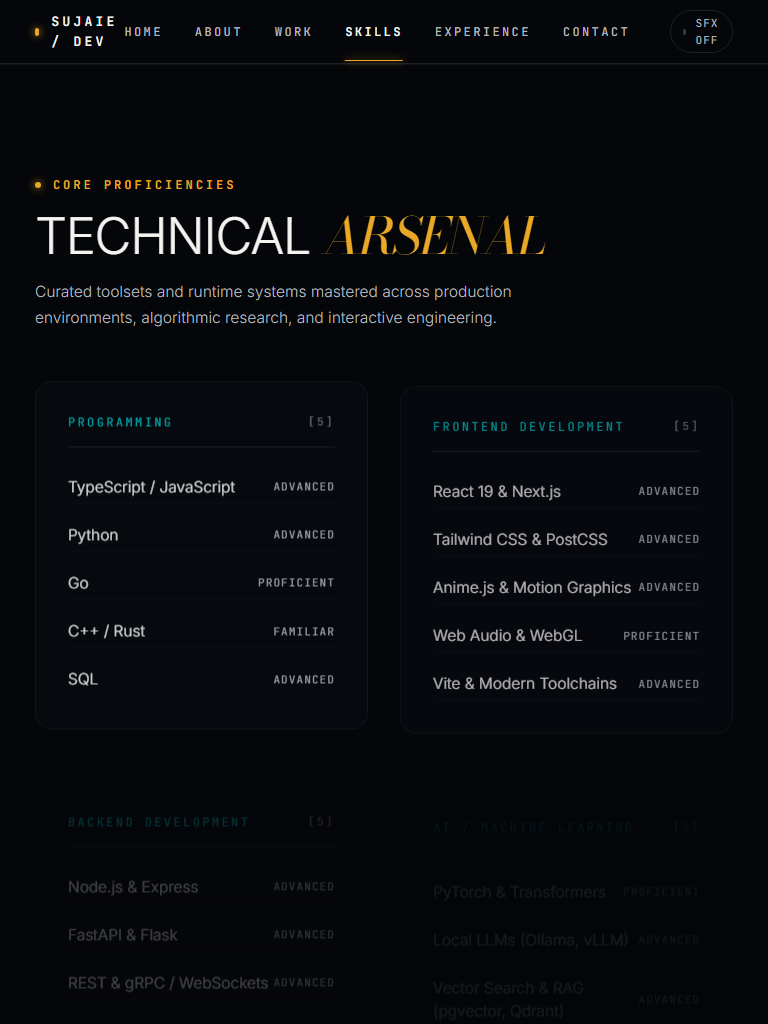 SUJAIE
/ DEV
HOME ABOUT WORK SKILLS EXPERIENCE CONTACT
SFX
OFF
CORE PROFICIENCIES
TECHNICAL ARSENAL
Curated toolsets and runtime systems mastered across production
environments, algorithmic research, and interactive engineering.
PROGRAMMING [5]
TypeScript / JavaScript ADVANCED
Python ADVANCED
Go PROFICIENT
C++ / Rust FAMILIAR
SQL ADVANCED
FRONTEND DEVELOPMENT [5]
React 19 & Next.js ADVANCED
Tailwind CSS & PostCSS ADVANCED
Anime.js & Motion Graphics ADVANCED
Web Audio & WebGL PROFICIENT
Vite & Modern Toolchains ADVANCED
BACKEND DEVELOPMENT [5]
Node.js & Express ADVANCED
FastAPI & Flask ADVANCED
REST & gRPC / WebSockets ADVANCED
AI / MACHINE LEARNING [5]
PyTorch & Transformers PROFICIENT
Local LLMs (Ollama, vLLM) ADVANCED
Vector Search & RAG
(pgvector, Qdrant) ADVANCED